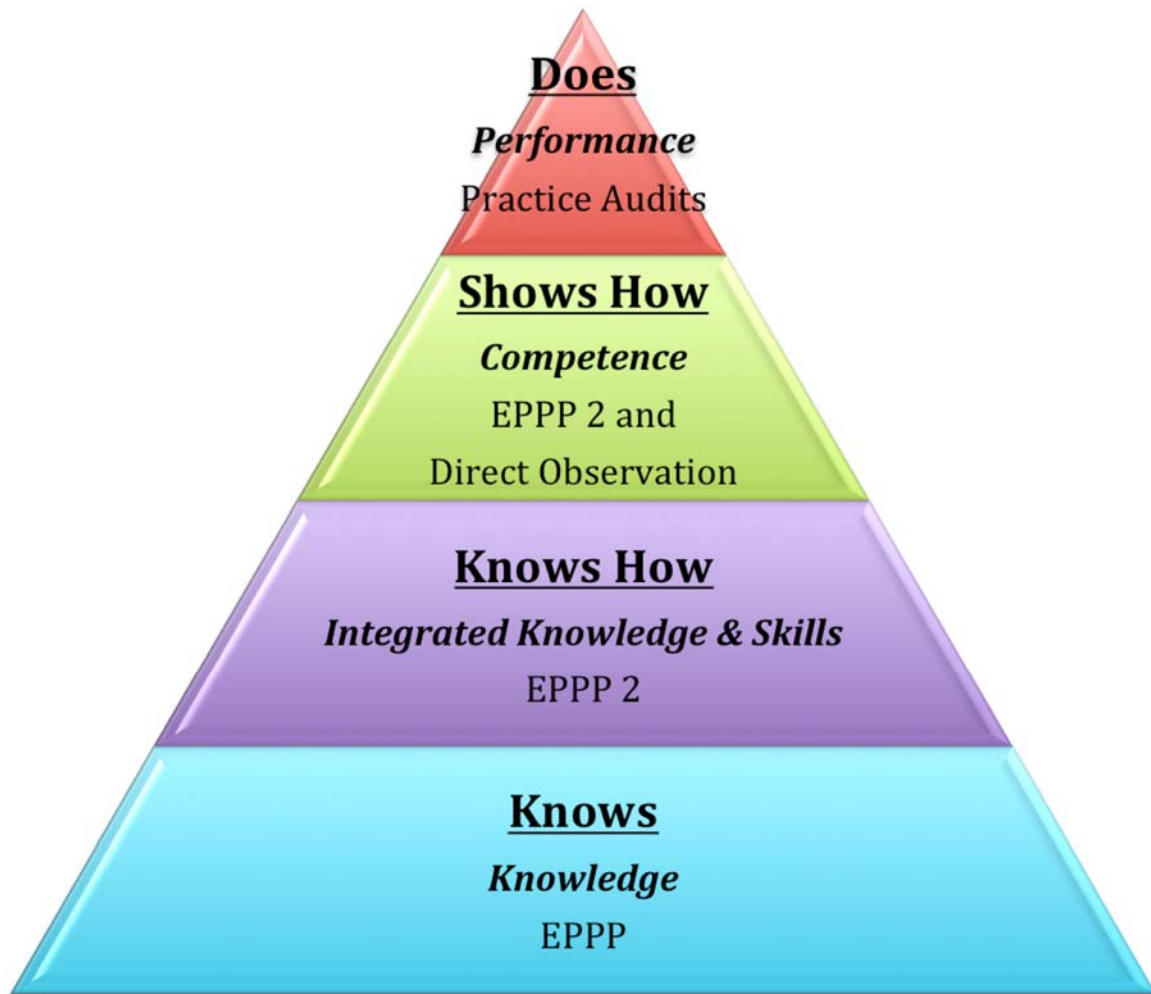 Does
Performance
Practice Audits
Shows How
Competence
EPPP 2 and
Direct Observation
Knows How
Integrated Knowledge & Skills
EPPP 2
Knows
Knowledge
EPPP